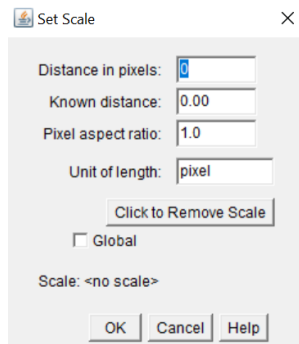 Set Scale
Distance in pixels: 0
Known distance: 0.00
Pixel aspect ratio: 1.0
Unit of length: pixel
Click to Remove Scale
Global
Scale: <no scale>
OK Cancel Help